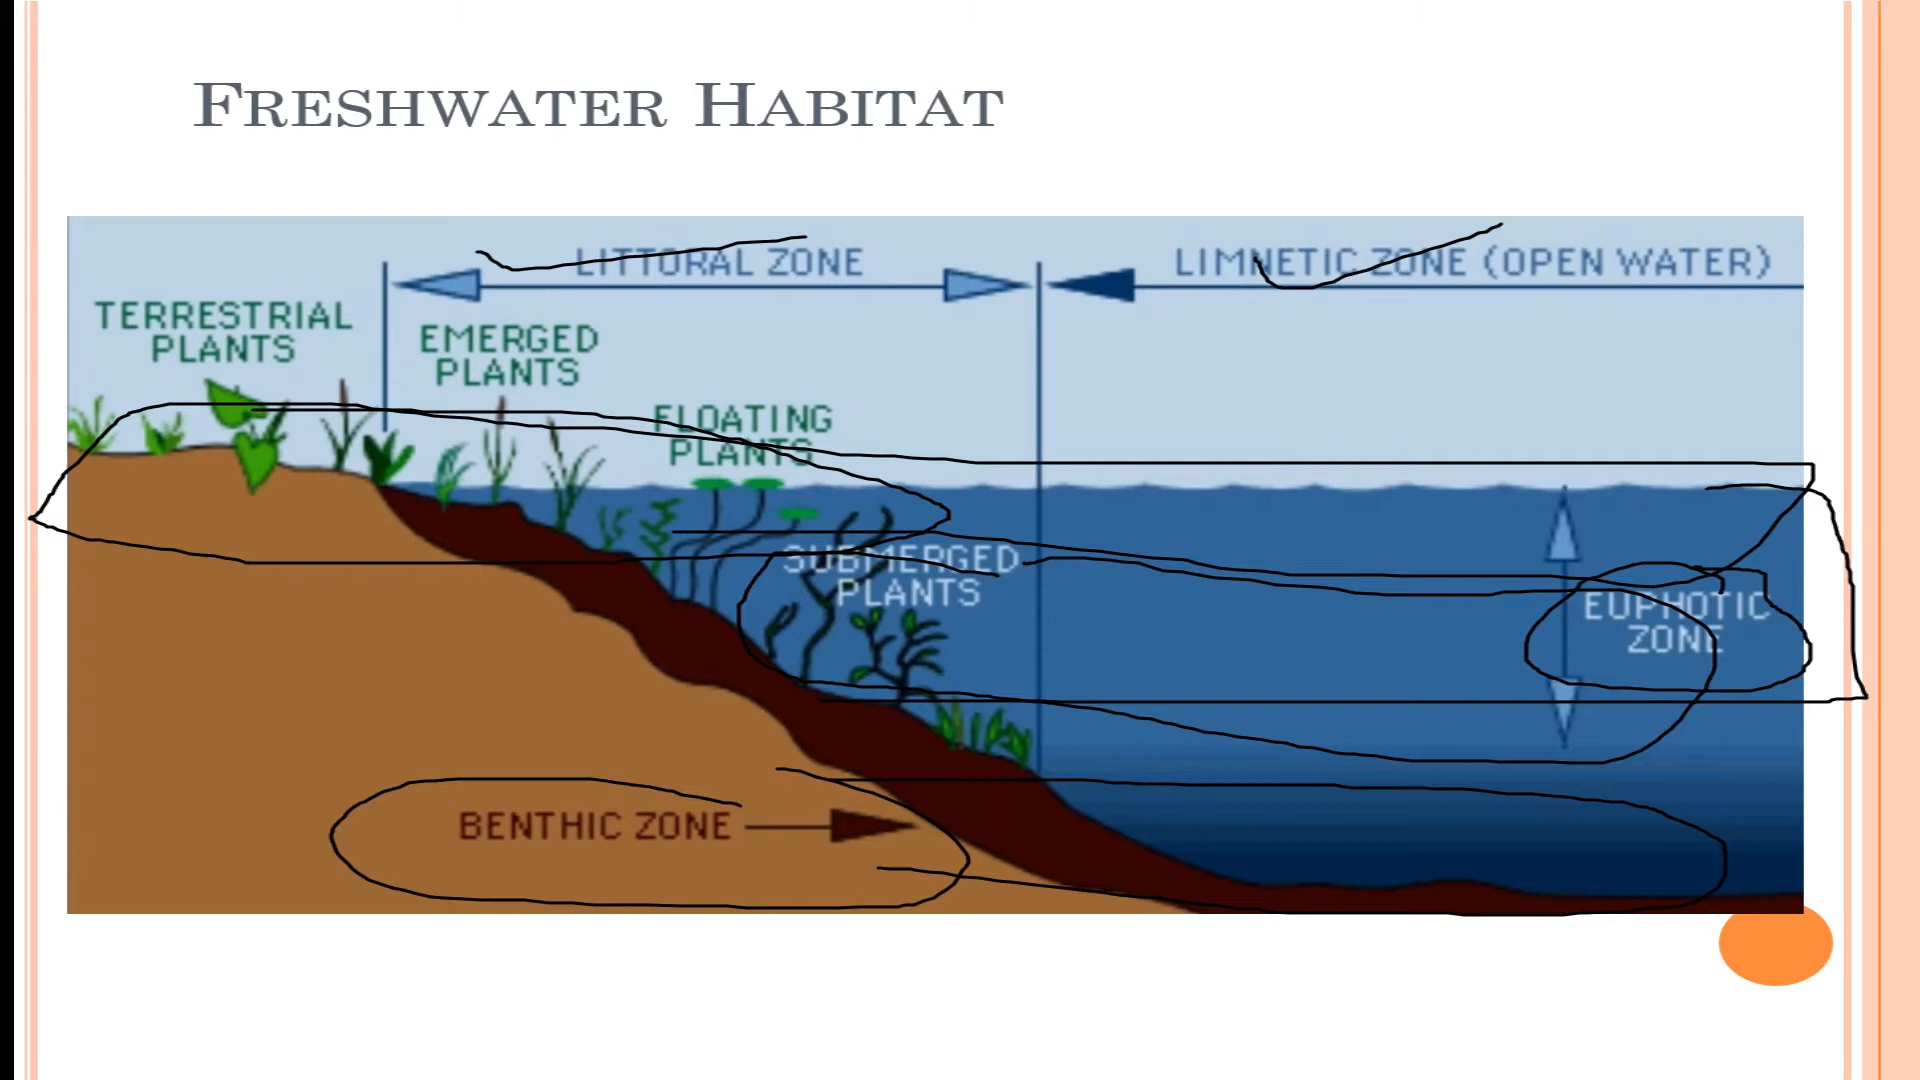 FRESHWATER HABITAT
LITTORAL ZONE
LIMNETIC ZONE (OPEN WATER)
TERRESTRIAL
PLANTS
EMERGED
PLANTS
FLOATING
PLANTS
SUBMERGED
PLANTS
EUPHOTIC
ZONE
BENTHIC ZONE